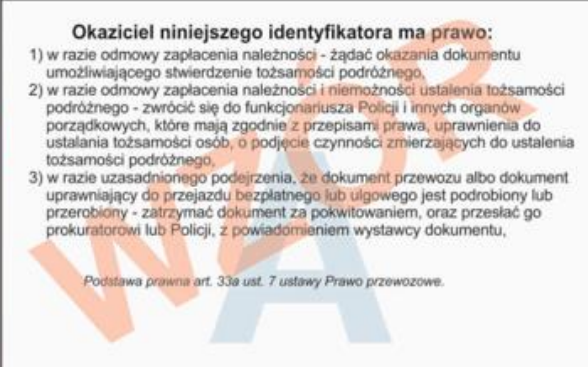 Okaziciel niniejszego identyfikatora ma prawo:
1) w razie odmowy zapłacenia należności - żądać okazania dokumentu
umożliwiającego stwierdzenie tożsamości podróżnego,
2) w razie odmowy zapłacenia należności i niemożności ustalenia tożsamości
podróżnego - zwrócić się do funkcjonariusza Policji i innych organów
porządkowych, które mają zgodnie z przepisami prawa, uprawnienia do
ustalania tożsamości osób, o podjęcie czynności zmierzających do ustalenia
tożsamości podróżnego,
3) w razie uzasadnionego podejrzenia, że dokument przewozu albo dokument
uprawniający do przejazdu bezpłatnego lub ulgowego jest podrobiony lub
przerobiony - zatrzymać dokument za pokwitowaniem, oraz przesłać go
prokuratorowi lub Policji, z powiadomieniem wystawcy dokumentu,
Podstawa prawna art. 33a ust. 7 ustawy Prawo przewozowe.
WZÓR
A